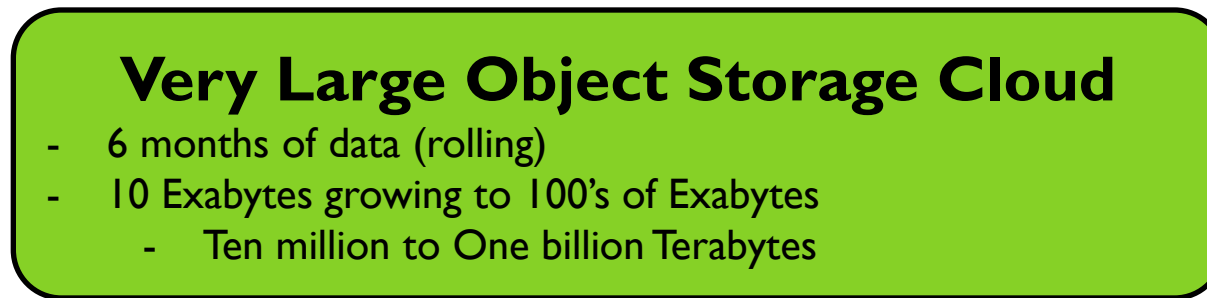 Very Large Object Storage Cloud
- 6 months of data (rolling)
- 10 Exabytes growing to 100's of Exabytes
- Ten million to One billion Terabytes